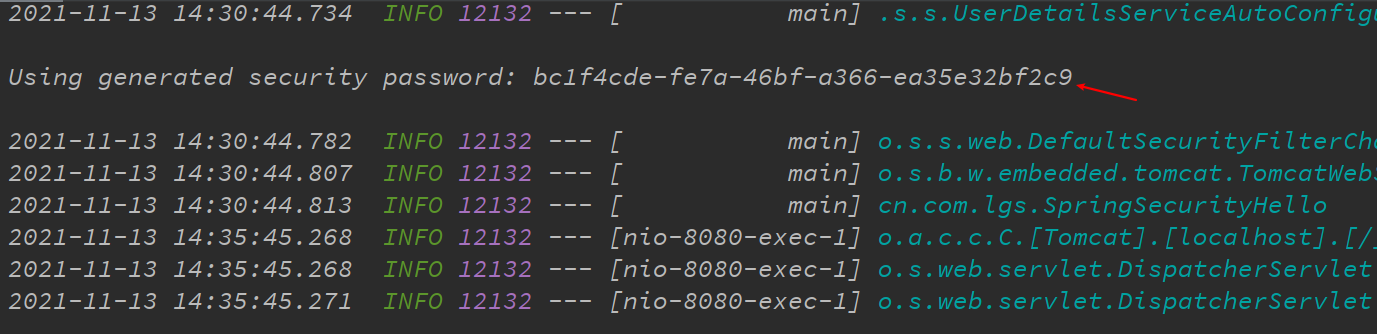 2021-11-13 14:30:44.734  INFO 12132 --- [           main] .s.s.UserDetailsServiceAutoConfigu
Using generated security password: bc1f4cde-fe7a-46bf-a366-ea35e32bf2c9
2021-11-13 14:30:44.782  INFO 12132 --- [           main] o.s.s.web.DefaultSecurityFilterCha
2021-11-13 14:30:44.807  INFO 12132 --- [           main] o.s.b.w.embedded.tomcat.TomcatWebS
2021-11-13 14:30:44.813  INFO 12132 --- [           main] cn.com.lgs.SpringSecurityHello
2021-11-13 14:35:45.268  INFO 12132 --- [nio-8080-exec-1] o.a.c.c.C.[Tomcat].[localhost].[/]
2021-11-13 14:35:45.268  INFO 12132 --- [nio-8080-exec-1] o.s.web.servlet.DispatcherServlet
2021-11-13 14:35:45.271  INFO 12132 --- [nio-8080-exec-1] o.s.web.servlet.DispatcherServlet